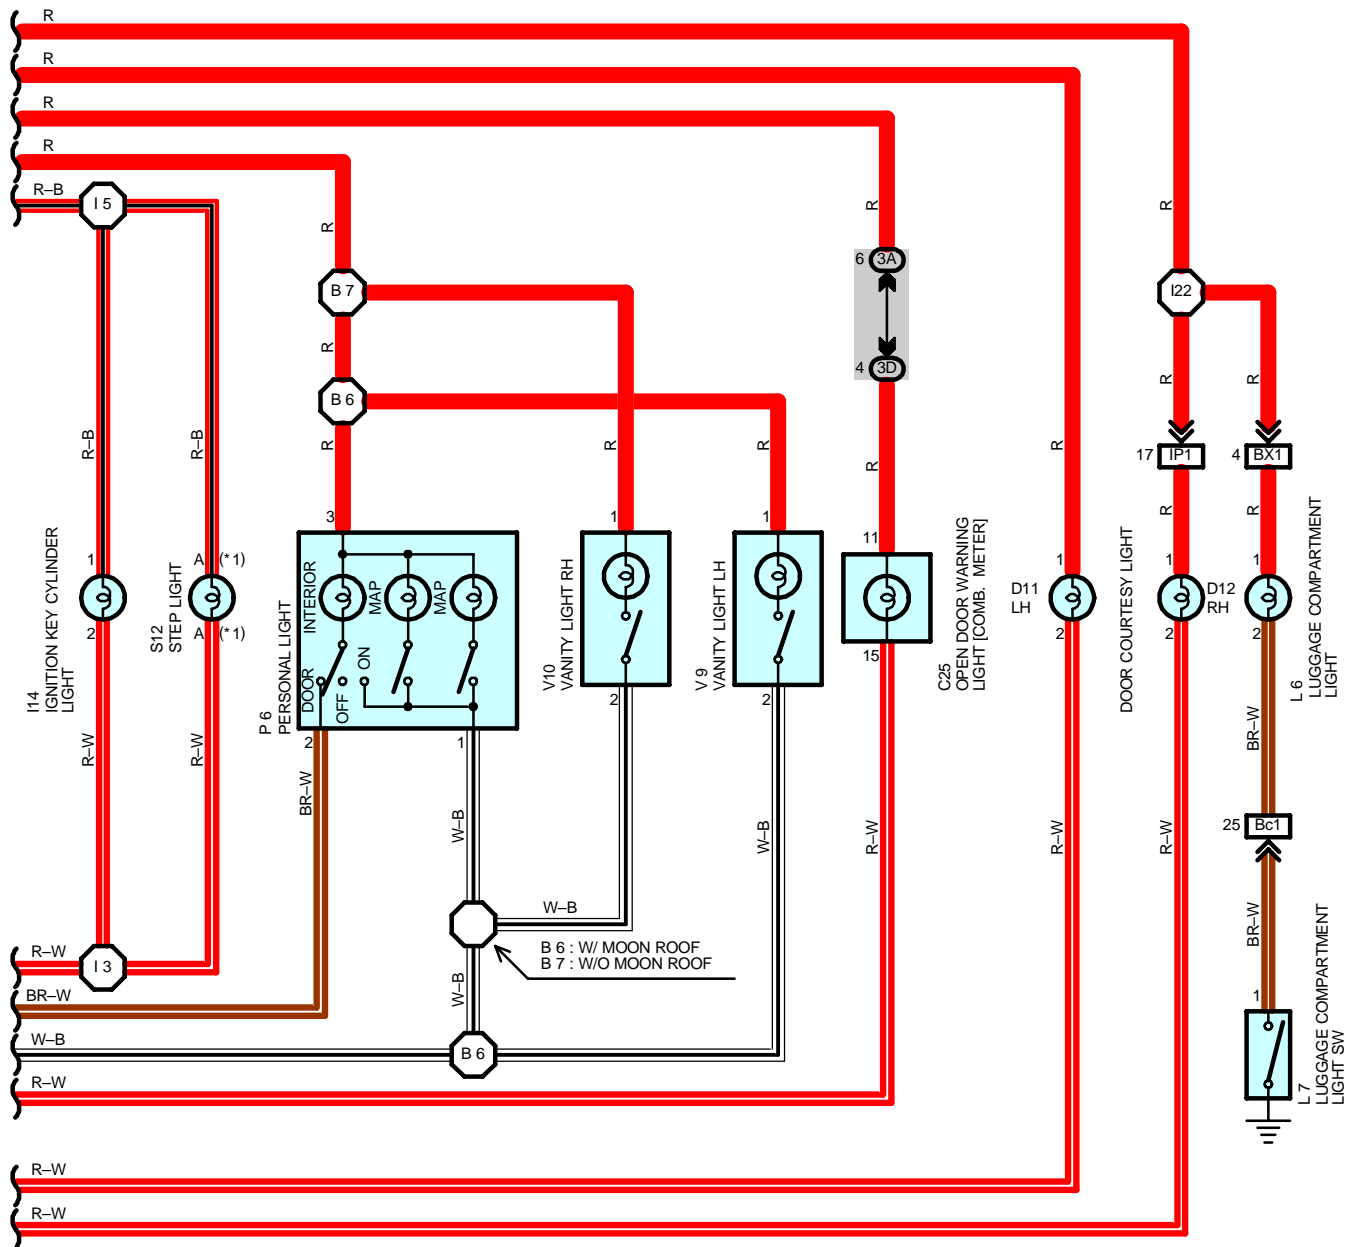 R
R
R
R
R–B
I 5
R
R
R
B 7
6
3A
I22
R
4
3D
R
R
B 6
R–B
R–B
R
R
R
R
R
17
IP1
4
BX1
R
R
3
1
1
11
1
A
(* 1)
1
1
1
I14
IGNITION KEY CYLINDER
LIGHT
2
S12
STEP LIGHT
A
(* 1)
P 6
PERSONAL LIGHT
INTERIOR
MAP
MAP
DOOR
OFF
ON
V10
VANITY LIGHT RH
V 9
VANITY LIGHT LH
C25
OPEN DOOR WARNING
LIGHT [COMB. METER]
D11
LH
DOOR COURTESY LIGHT
D12
RH
L 6
LUGGAGE COMPARTMENT
LIGHT
15
2
2
2
2
1
2
2
R–W
R–W
BR–W
W–B
W–B
R–W
R–W
R–W
BR–W
25
Bc1
W–B
B 6 : W/ MOON ROOF
B 7 : W/O MOON ROOF
BR–W
R–W
I 3
W–B
BR–W
1
W–B
B 6
R–W
L 7
LUGGAGE COMPARTMENT
LIGHT SW
R–W
R–W